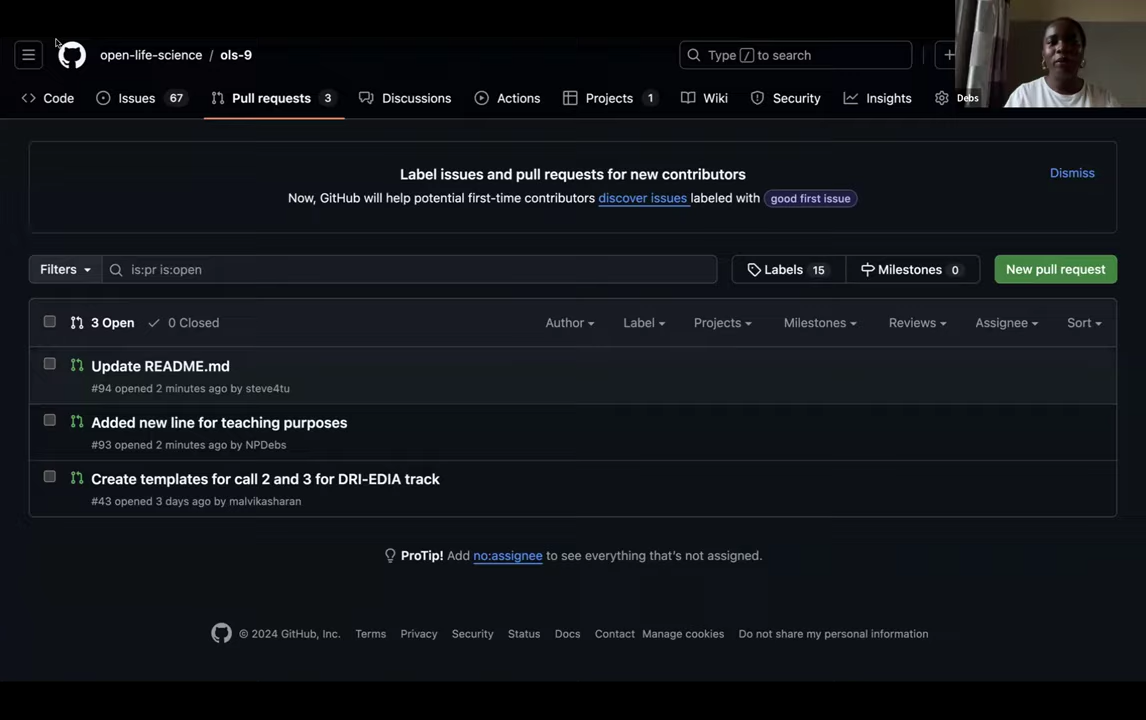 open-life-science / ols-9
Type / to search
Debs
Code
Issues 67
Pull requests 3
Discussions
Actions
Projects 1
Wiki
Security
Insights
Label issues and pull requests for new contributors
Dismiss
Now, GitHub will help potential first-time contributors discover issues labeled with good first issue
Filters
is:pr is:open
Labels 15
Milestones 0
New pull request
3 Open
0 Closed
Author
Label
Projects
Milestones
Reviews
Assignee
Sort
Update README.md
#94 opened 2 minutes ago by steve4tu
Added new line for teaching purposes
#93 opened 2 minutes ago by NPDebs
Create templates for call 2 and 3 for DRI-EDIA track
#43 opened 3 days ago by malvikasharan
ProTip! Add no:assignee to see everything that's not assigned.
© 2024 GitHub, Inc.
Terms
Privacy
Security
Status
Docs
Contact
Manage cookies
Do not share my personal information